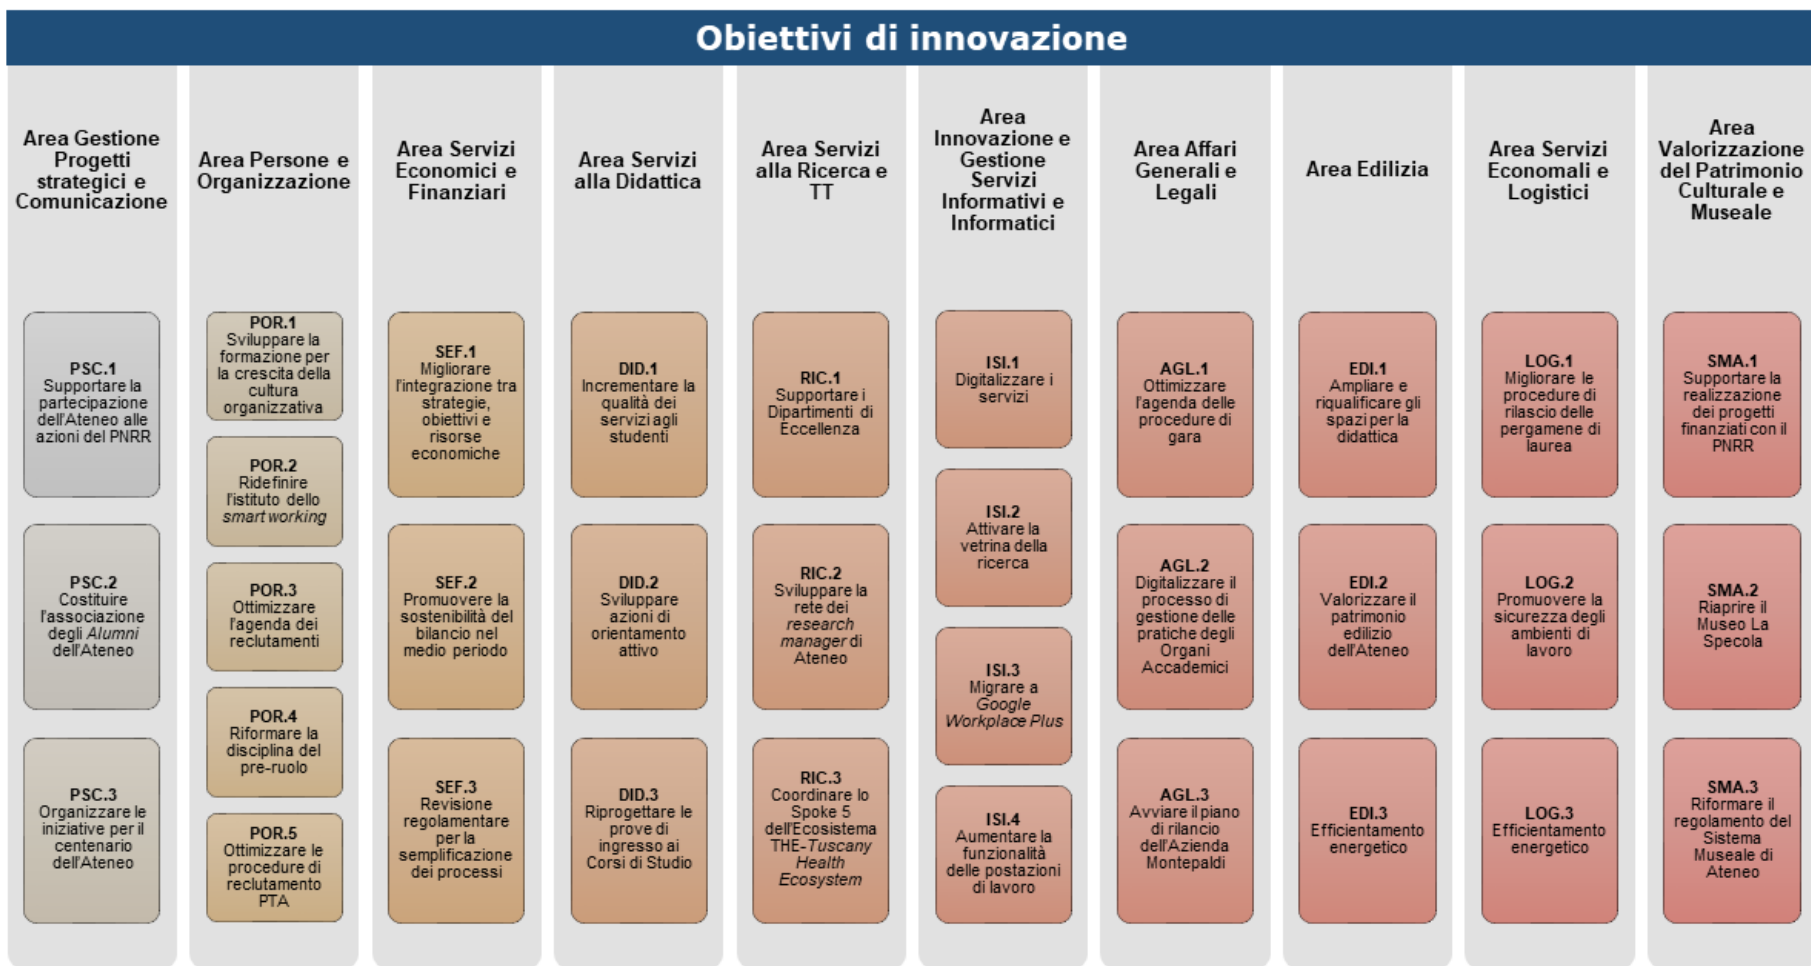 Obiettivi di innovazione
Area Gestione
Progetti
strategici e
Comunicazione
PSC.1
Supportare la
partecipazione
dell'Ateneo alle
azioni del PNRR
PSC.2
Costituire
l'associazione
degli Alumni
dell'Ateneo
PSC.3
Organizzare le
iniziative per il
centenario
dell'Ateneo
Area Persone e
Organizzazione
POR.1
Sviluppare la
formazione per
la crescita della
cultura
organizzativa
POR.2
Ridefinire
l'istituto dello
smart working
POR.3
Ottimizzare
l'agenda dei
reclutamenti
POR.4
Riformare la
disciplina del
pre-ruolo
POR.5
Ottimizzare le
procedure di
reclutamento
PTA
Area Servizi
Economici e
Finanziari
SEF.1
Migliorare
l'integrazione tra
strategie,
obiettivi e
risorse
economiche
SEF.2
Promuovere la
sostenibilità del
bilancio nel
medio periodo
SEF.3
Revisione
regolamentare
per la
semplificazione
dei processi
Area Servizi
alla Didattica
DID.1
Incrementare la
qualità dei
servizi agli
studenti
DID.2
Sviluppare
azioni di
orientamento
attivo
DID.3
Riprogettare le
prove di
ingresso ai
Corsi di Studio
Area Servizi
alla Ricerca e
TT
RIC.1
Supportare i
Dipartimenti di
Eccellenza
RIC.2
Sviluppare la
rete dei
research
manager di
Ateneo
RIC.3
Coordinare lo
Spoke 5
dell'Ecosistema
THE-Tuscany
Health
Ecosystem
Area
Innovazione e
Gestione
Servizi
Informativi e
Informatici
ISI.1
Digitalizzare i
servizi
ISI.2
Attivare la
vetrina della
ricerca
ISI.3
Migrare a
Google
Workplace Plus
ISI.4
Aumentare la
funzionalità
delle postazioni
di lavoro
Area Affari
Generali e
Legali
AGL.1
Ottimizzare
l'agenda delle
procedure di
gara
AGL.2
Digitalizzare il
processo di
gestione delle
pratiche degli
Organi
Accademici
AGL.3
Avviare il piano
di rilancio
dell'Azienda
Montepaldi
Area Edilizia
EDI.1
Ampliare e
riqualificare gli
spazi per la
didattica
EDI.2
Valorizzare il
patrimonio
edilizio
dell'Ateneo
EDI.3
Efficientamento
energetico
Area Servizi
Economali e
Logistici
LOG.1
Migliorare le
procedure di
rilascio delle
pergamene di
laurea
LOG.2
Promuovere la
sicurezza degli
ambienti di
lavoro
LOG.3
Efficientamento
energetico
Area
Valorizzazione
del Patrimonio
Culturale e
Museale
SMA.1
Supportare la
realizzazione
dei progetti
finanziati con il
PNRR
SMA.2
Riaprire il
Museo La
Specola
SMA.3
Riformare il
regolamento del
Sistema
Museale di
Ateneo